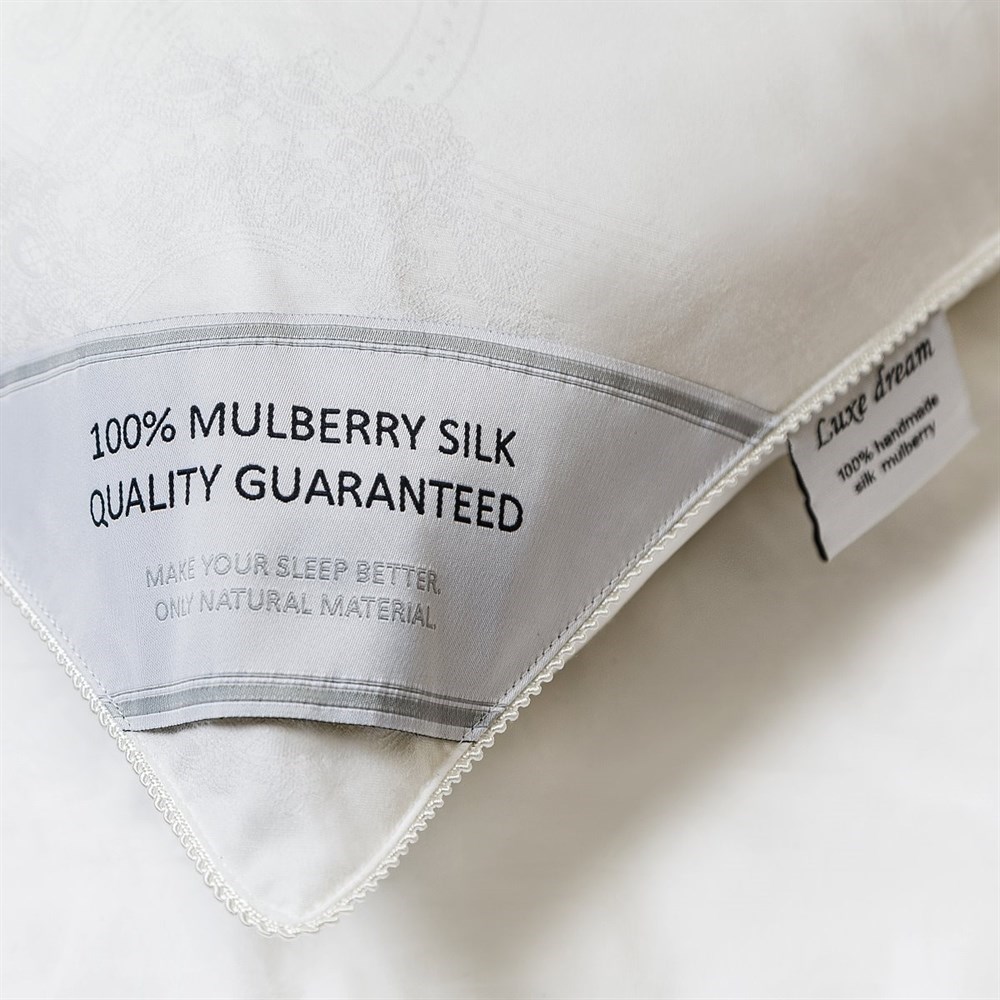 100% MULBERRY SILK
QUALITY GUARANTEED
MAKE YOUR SLEEP BETTER.
ONLY NATURAL MATERIAL.
Luxe dream
100% handmade
silk mulberry